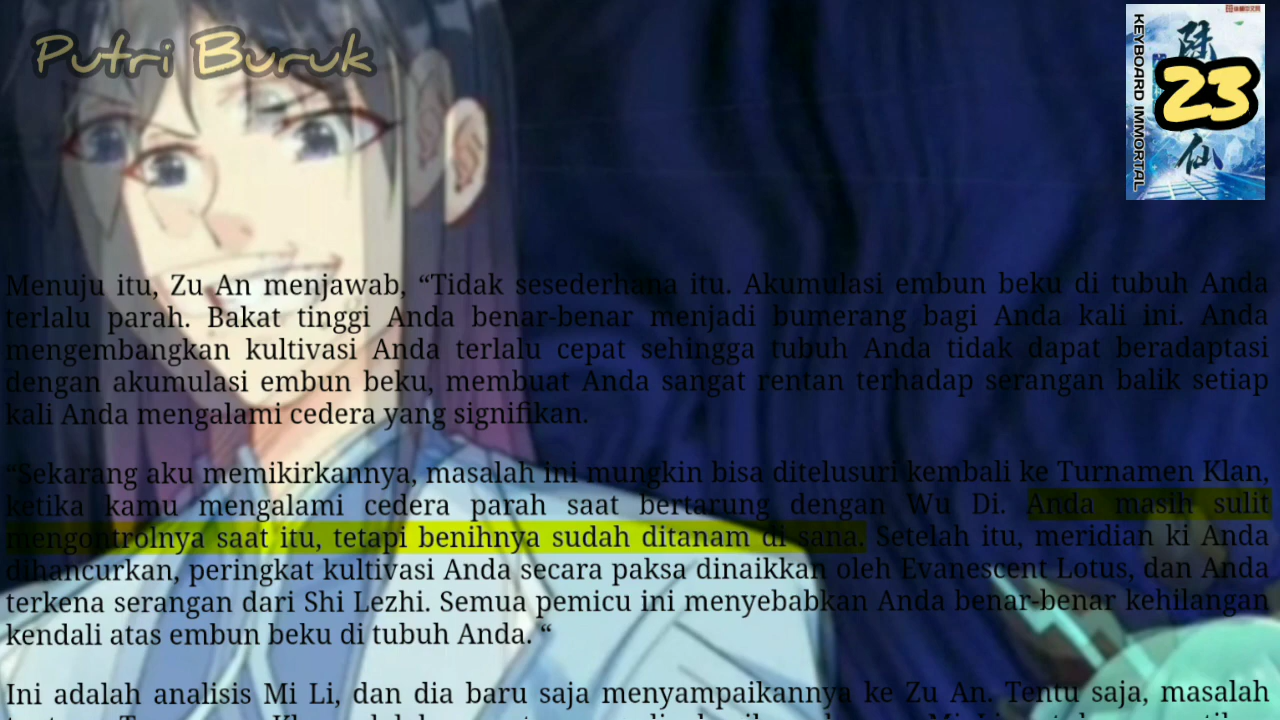 Putri Buruk
KEYBOARD IMMORTAL
陆
仙
23
Menuju itu, Zu An menjawab, “Tidak sesederhana itu. Akumulasi embun beku di tubuh Anda
terlalu parah. Bakat tinggi Anda benar-benar menjadi bumerang bagi Anda kali ini. Anda
mengembangkan kultivasi Anda terlalu cepat sehingga tubuh Anda tidak dapat beradaptasi
dengan akumulasi embun beku, membuat Anda sangat rentan terhadap serangan balik setiap
kali Anda mengalami cedera yang signifikan.
“Sekarang aku memikirkannya, masalah ini mungkin bisa ditelusuri kembali ke Turnamen Klan,
ketika kamu mengalami cedera parah saat bertarung dengan Wu Di. Anda masih sulit
mengontrolnya saat itu, tetapi benihnya sudah ditanam di sana. Setelah itu, meridian ki Anda
dihancurkan, peringkat kultivasi Anda secara paksa dinaikkan oleh Evanescent Lotus, dan Anda
terkena serangan dari Shi Lezhi. Semua pemicu ini menyebabkan Anda benar-benar kehilangan
kendali atas embun beku di tubuh Anda. “
Ini adalah analisis Mi Li, dan dia baru saja menyampaikannya ke Zu An. Tentu saja, masalah